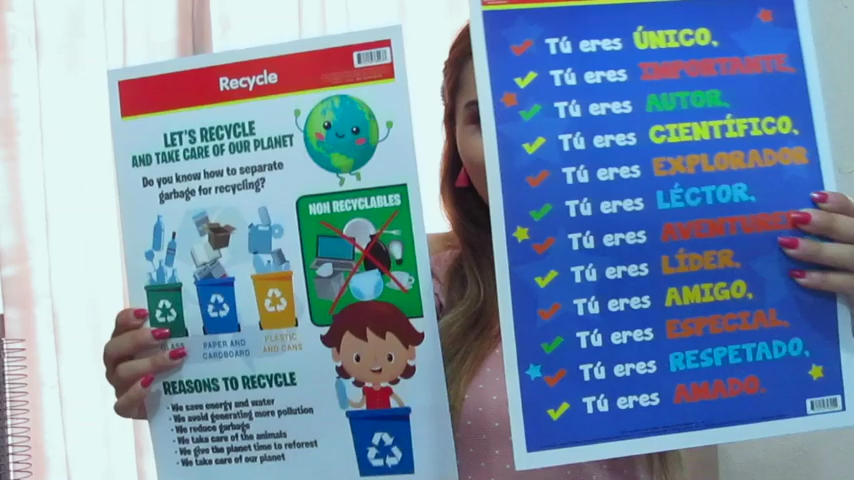 Recycle
LET'S RECYCLE
AND TAKE CARE OF OUR PLANET
Do you know how to separate
garbage for recycling?
NON RECYCLABLES
PAPER AND
CARDBOARD
PLASTIC
AND CANS
REASONS TO RECYCLE
• We save energy and water
• We avoid generating more pollution
• We reduce garbage
• We take care of the animals
• We give the planet time to reforest
• We take care of our planet
Tú eres ÚNICO,
Tú eres IMPORTANTE,
Tú eres AUTOR,
Tú eres CIENTÍFICO,
Tú eres EXPLORADOR
Tú eres LÉCTOR,
Tú eres
Tú eres LÍDER,
Tú eres AMIGO,
Tú eres ESPECIAL,
Tú eres RESPETADO,
Tú eres AMADO.